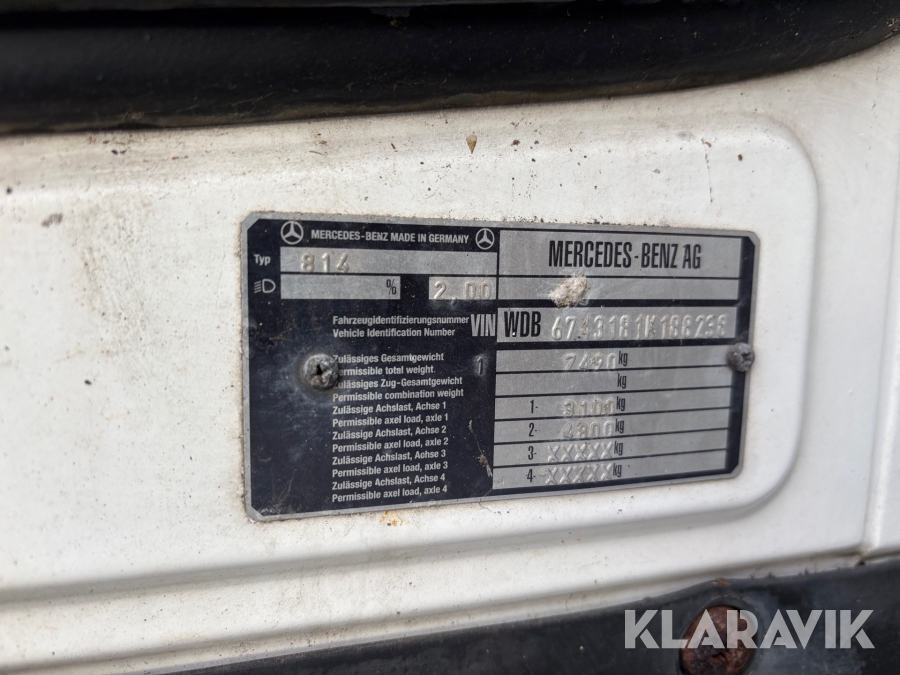 MERCEDES-BENZ MADE IN GERMANY
MERCEDES-BENZ AG
Typ 814
% 2,00
Fahrzeugidentifizierungsnummer
Vehicle Identification Number
VIN WDB
Zulässiges Gesamtgewicht
Permissible total weight
1 7490 kg
Zulässiges Zug-Gesamtgewicht
Permissible combination weight
kg
Zulässige Achslast, Achse 1
Permissible axel load, axle 1
1- 3100 kg
Zulässige Achslast, Achse 2
Permissible axel load, axle 2
2- 4900 kg
Zulässige Achslast, Achse 3
Permissible axel load, axle 3
3- XXXXX kg
Zulässige Achslast, Achse 4
Permissible axel load, axle 4
4- XXXXX kg
KLARAVIK